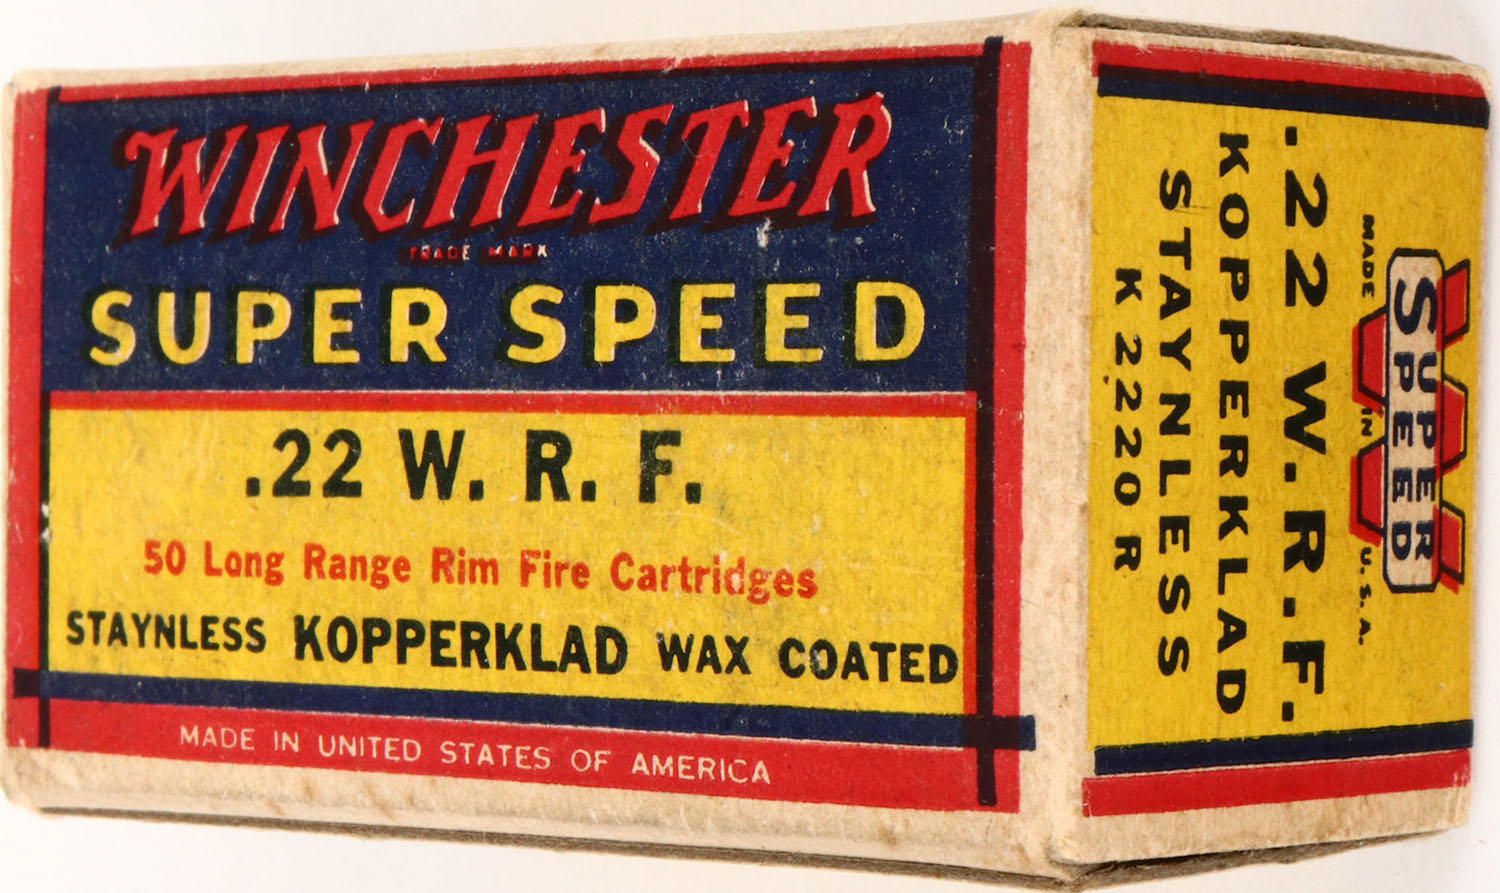 WINCHESTER
TRADE MARK
SUPER SPEED
.22 W. R. F.
50 Long Range Rim Fire Cartridges
STAYNLESS KOPPERKLAD WAX COATED
MADE IN UNITED STATES OF AMERICA
W
SUPER
SPEED
MADE IN U.S.A.
.22 W.R.F.
KOPPERKLAD
STAYNLESS
K2220R